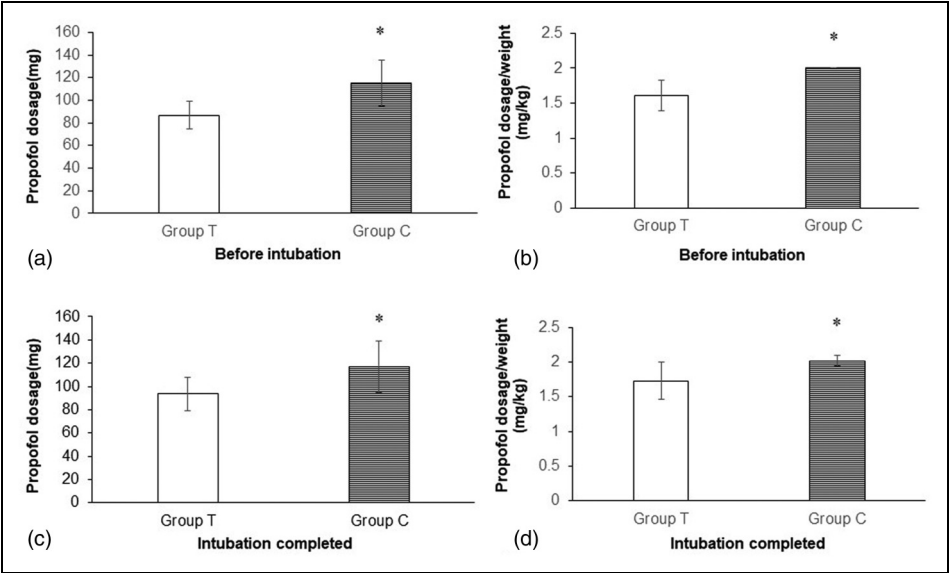 Propofol dosage(mg)
160
140
120
100
80
60
40
20
0
*
Group T Group C
(a) Before intubation
Propofol dosage/weight
(mg/kg)
2.5
2
1.5
1
0.5
0
*
Group T Group C
(b) Before intubation
Propofol dosage(mg)
160
140
120
100
80
60
40
20
0
*
Group T Group C
(c) Intubation completed
Propofol dosage/weight
(mg/kg)
2.5
2
1.5
1
0.5
0
*
Group T Group C
(d) Intubation completed